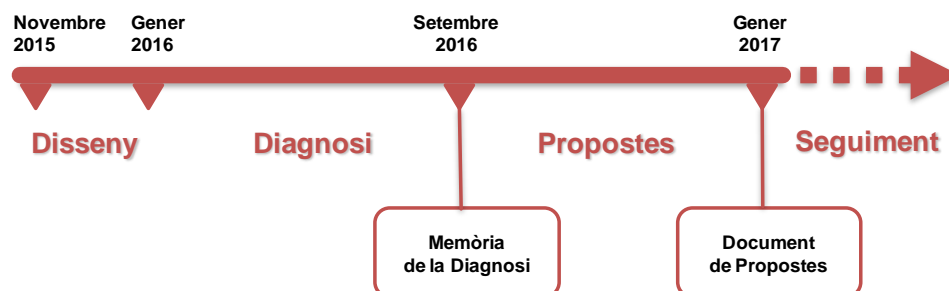 Novembre
2015
Gener
2016
Setembre
2016
Gener
2017
Disseny
Diagnosi
Propostes
Seguiment
Memòria
de la Diagnosi
Document
de Propostes